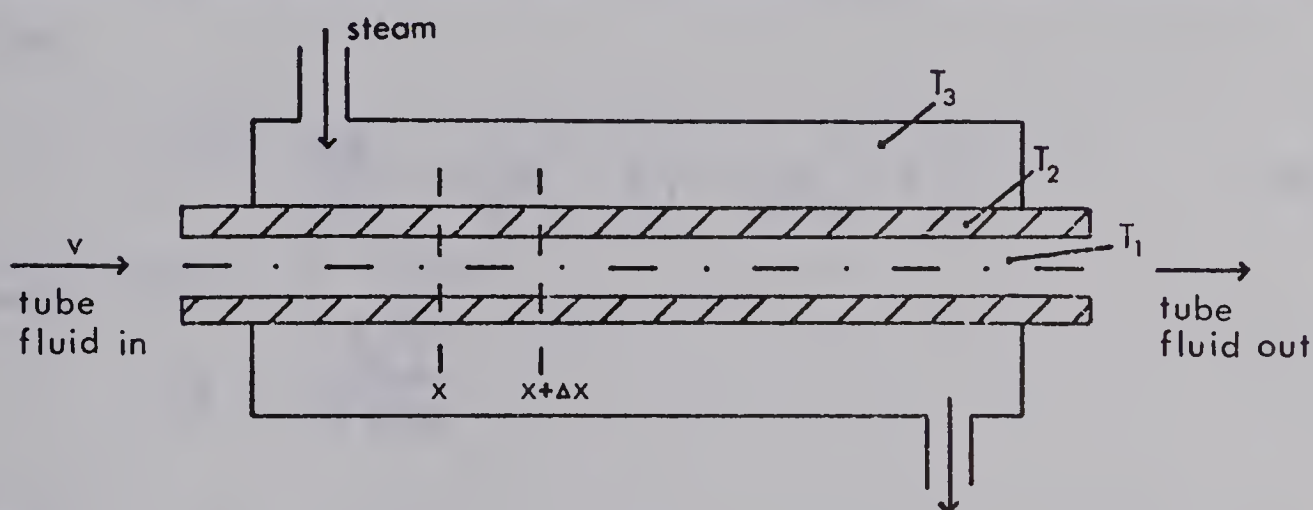 steam
T3
T2
v
T1
tube
fluid in
tube
fluid out
x
x+Δx